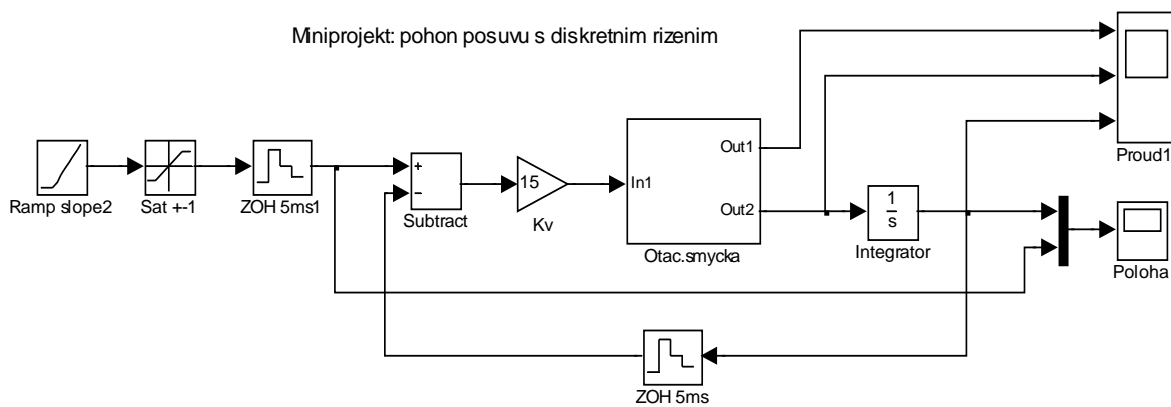 Miniprojekt: pohon posuvu s diskretnim rizenim
Ramp slope2
Sat +-1
ZOH 5ms1
+
−
Subtract
15
Kv
In1
Out1
Out2
Otac.smycka
1
s
Integrator
Proud1
Poloha
ZOH 5ms